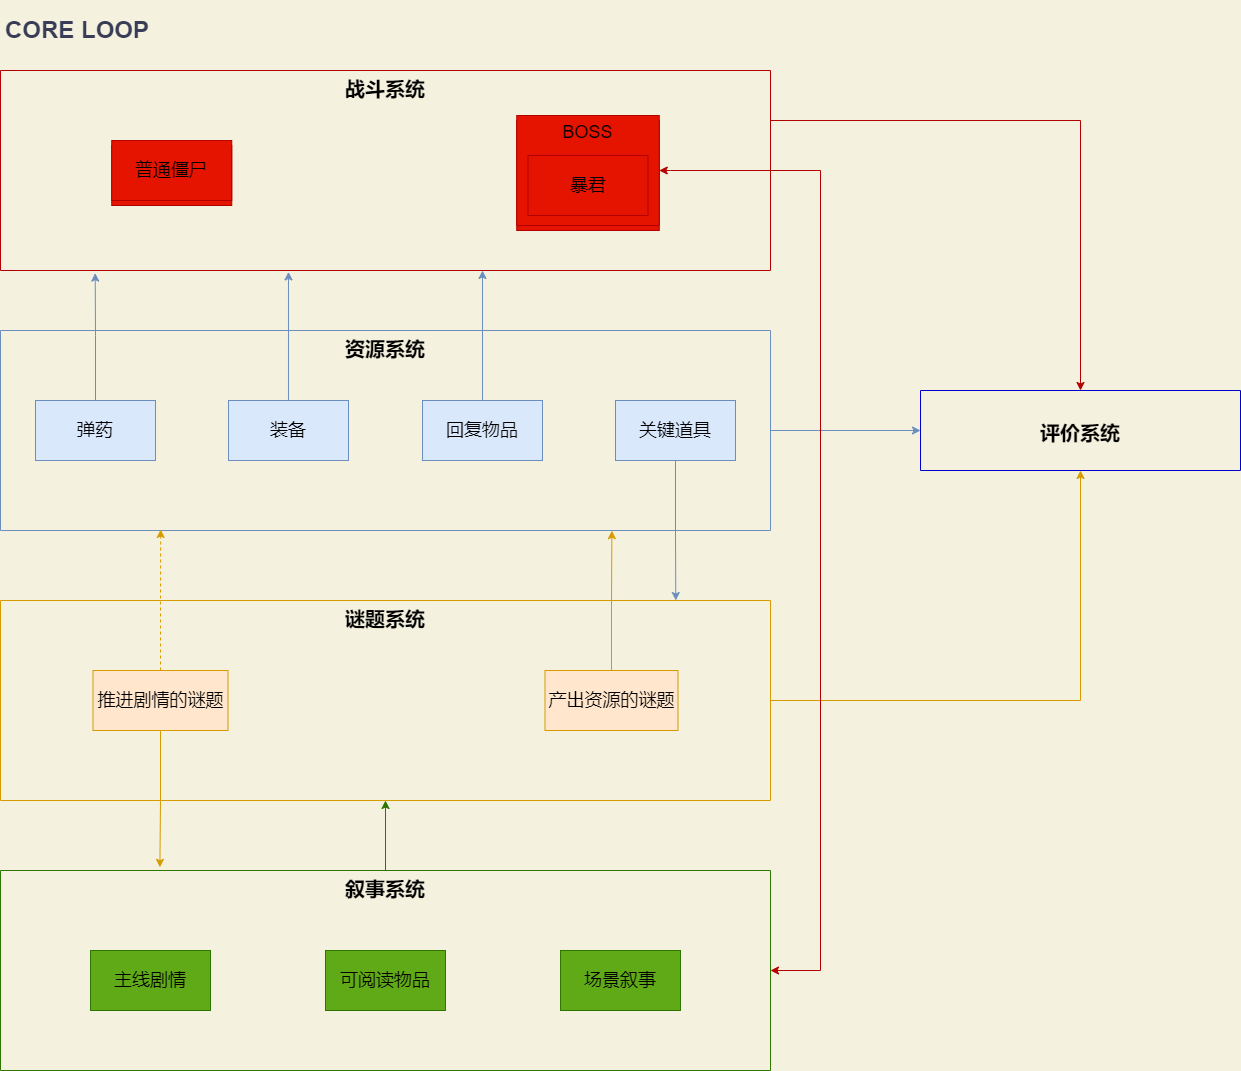 CORE LOOP
战斗系统
普通僵尸
BOSS
暴君
资源系统
弹药
装备
回复物品
关键道具
评价系统
谜题系统
推进剧情的谜题
产出资源的谜题
叙事系统
主线剧情
可阅读物品
场景叙事